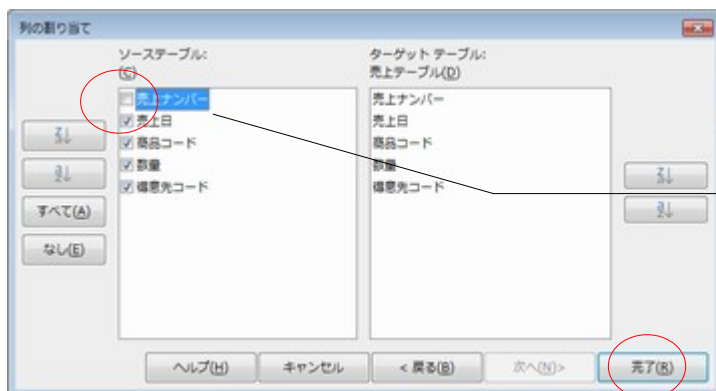 列の割り当て
ソーステーブル:
(C)
ターゲット テーブル:
売上テーブル(D)
売上ナンバー
売上日
商品コード
数量
得意先コード
売上ナンバー
売上日
商品コード
数量
得意先コード
すべて(A)
なし(E)
ヘルプ(H)
キャンセル
< 戻る(B)
次へ(N)>
完了(R)